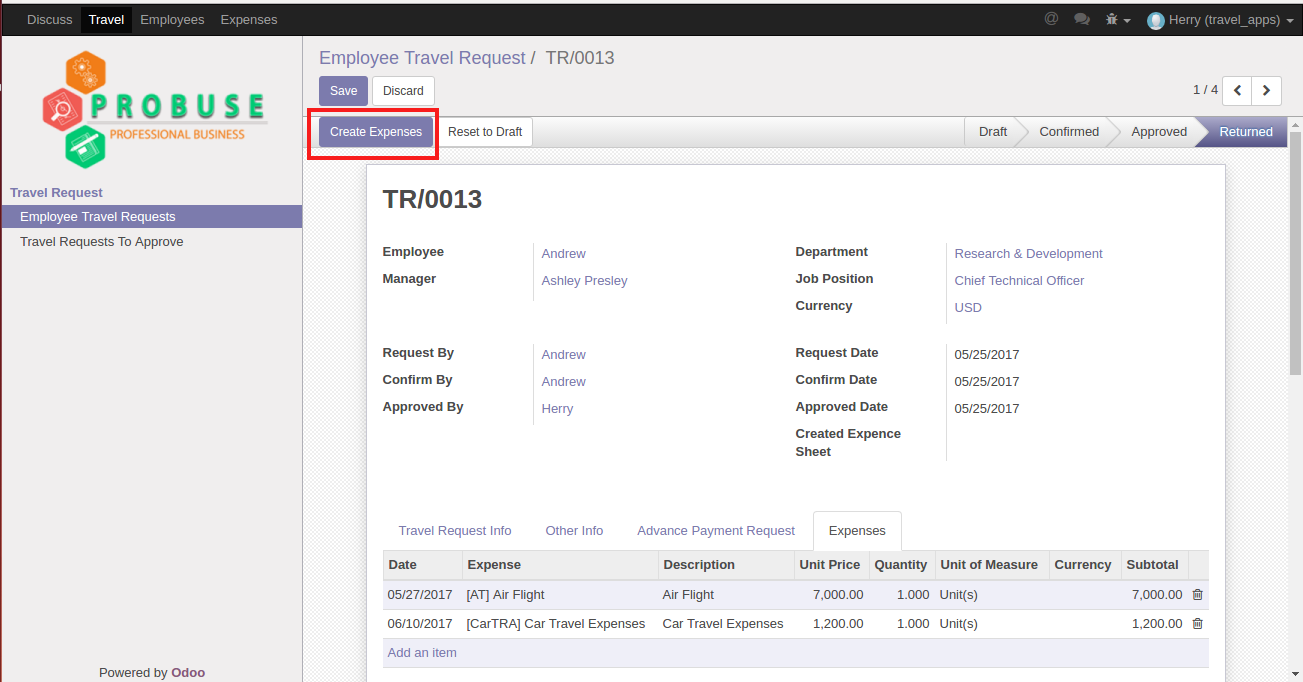 Discuss Travel Employees Expenses @ Herry (travel_apps)
PROBUSE
PROFESSIONAL BUSINESS
Travel Request
Employee Travel Requests
Travel Requests To Approve
Powered by Odoo
Employee Travel Request / TR/0013
Save Discard 1 / 4
Create Expenses Reset to Draft Draft Confirmed Approved Returned
TR/0013
Employee Andrew Department Research & Development
Manager Ashley Presley Job Position Chief Technical Officer
Currency USD
Request By Andrew Request Date 05/25/2017
Confirm By Andrew Confirm Date 05/25/2017
Approved By Herry Approved Date 05/25/2017
Created Expence
Sheet
Travel Request Info Other Info Advance Payment Request Expenses
Date Expense Description Unit Price Quantity Unit of Measure Currency Subtotal
05/27/2017 [AT] Air Flight Air Flight 7,000.00 1.000 Unit(s) 7,000.00
06/10/2017 [CarTRA] Car Travel Expenses Car Travel Expenses 1,200.00 1.000 Unit(s) 1,200.00
Add an item